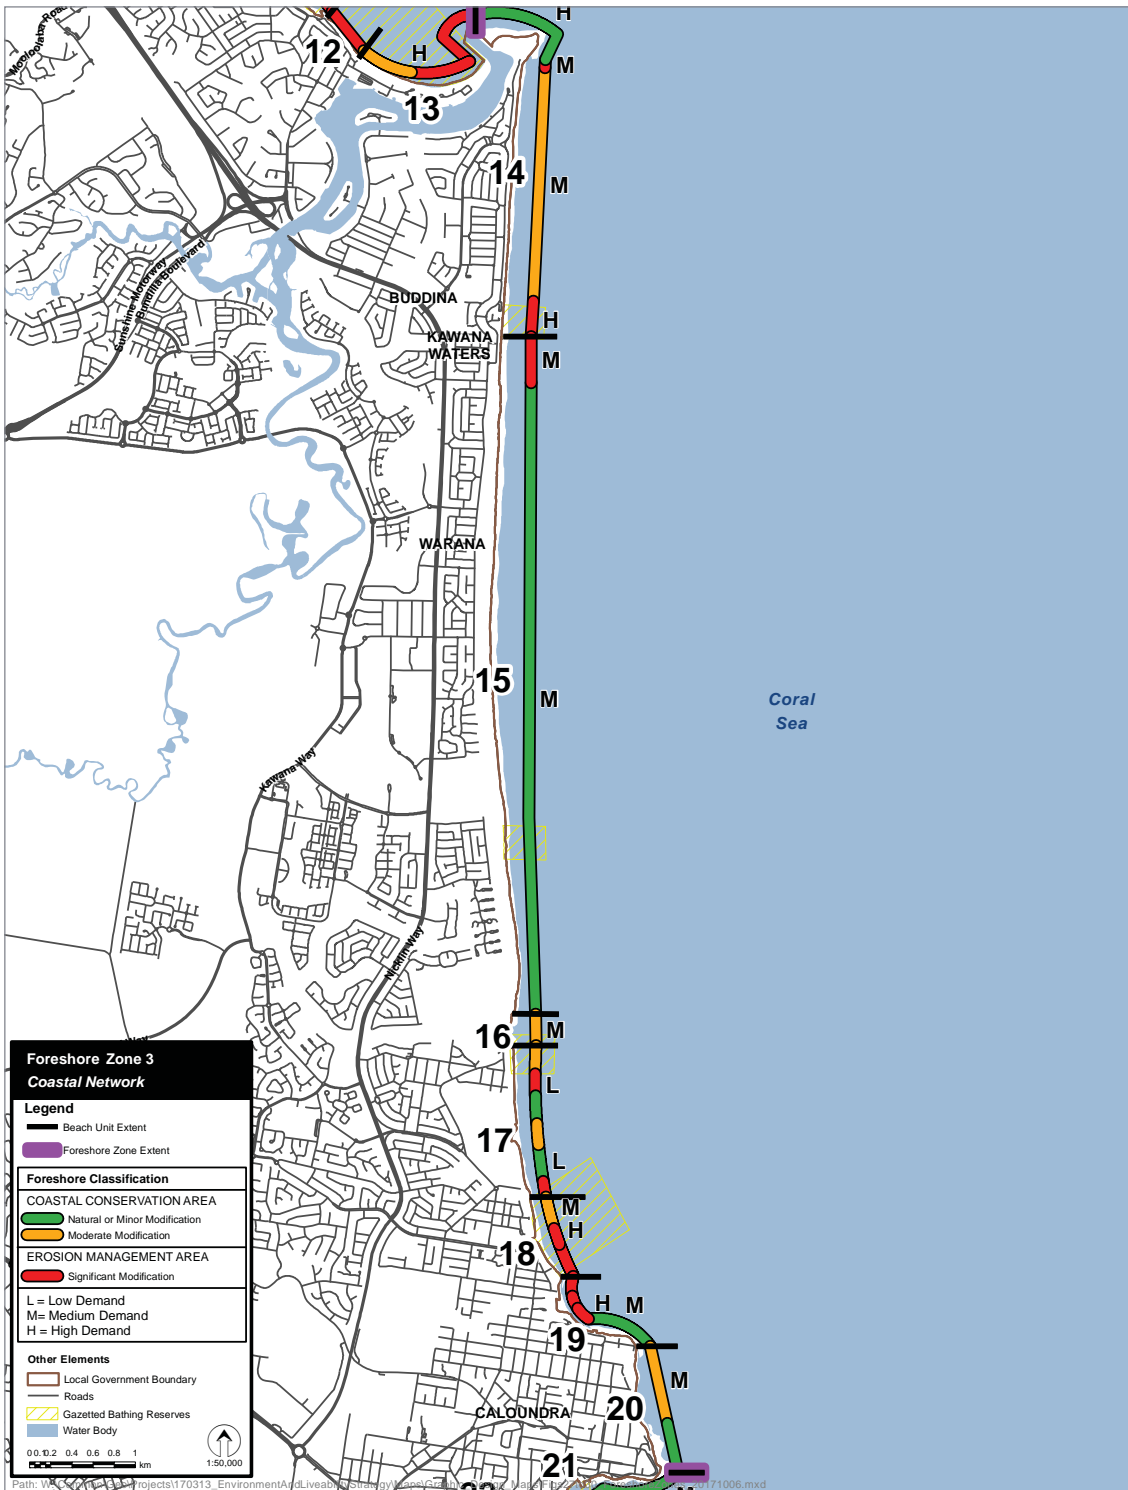 H
12
H
M
13
Mooloolaba Road
14
M
Sunshine Motorway
Bundilla Boulevard
BUDDINA
H
KAWANA
WATERS
M
WARANA
15
M
Coral
Sea
Kawana Way
Nicklin Way
16
M
Way
L
17
L
M
H
18
H
M
19
M
20
CALOUNDRA
21
Foreshore Zone 3
Coastal Network
Legend
Beach Unit Extent
Foreshore Zone Extent
Foreshore Classification
COASTAL CONSERVATION AREA
Natural or Minor Modification
Moderate Modification
EROSION MANAGEMENT AREA
Significant Modification
L = Low Demand
M= Medium Demand
H = High Demand
Other Elements
Local Government Boundary
Roads
Gazetted Bathing Reserves
Water Body
0 0.1 0.2 0.4 0.6 0.8 1
km
1:50,000